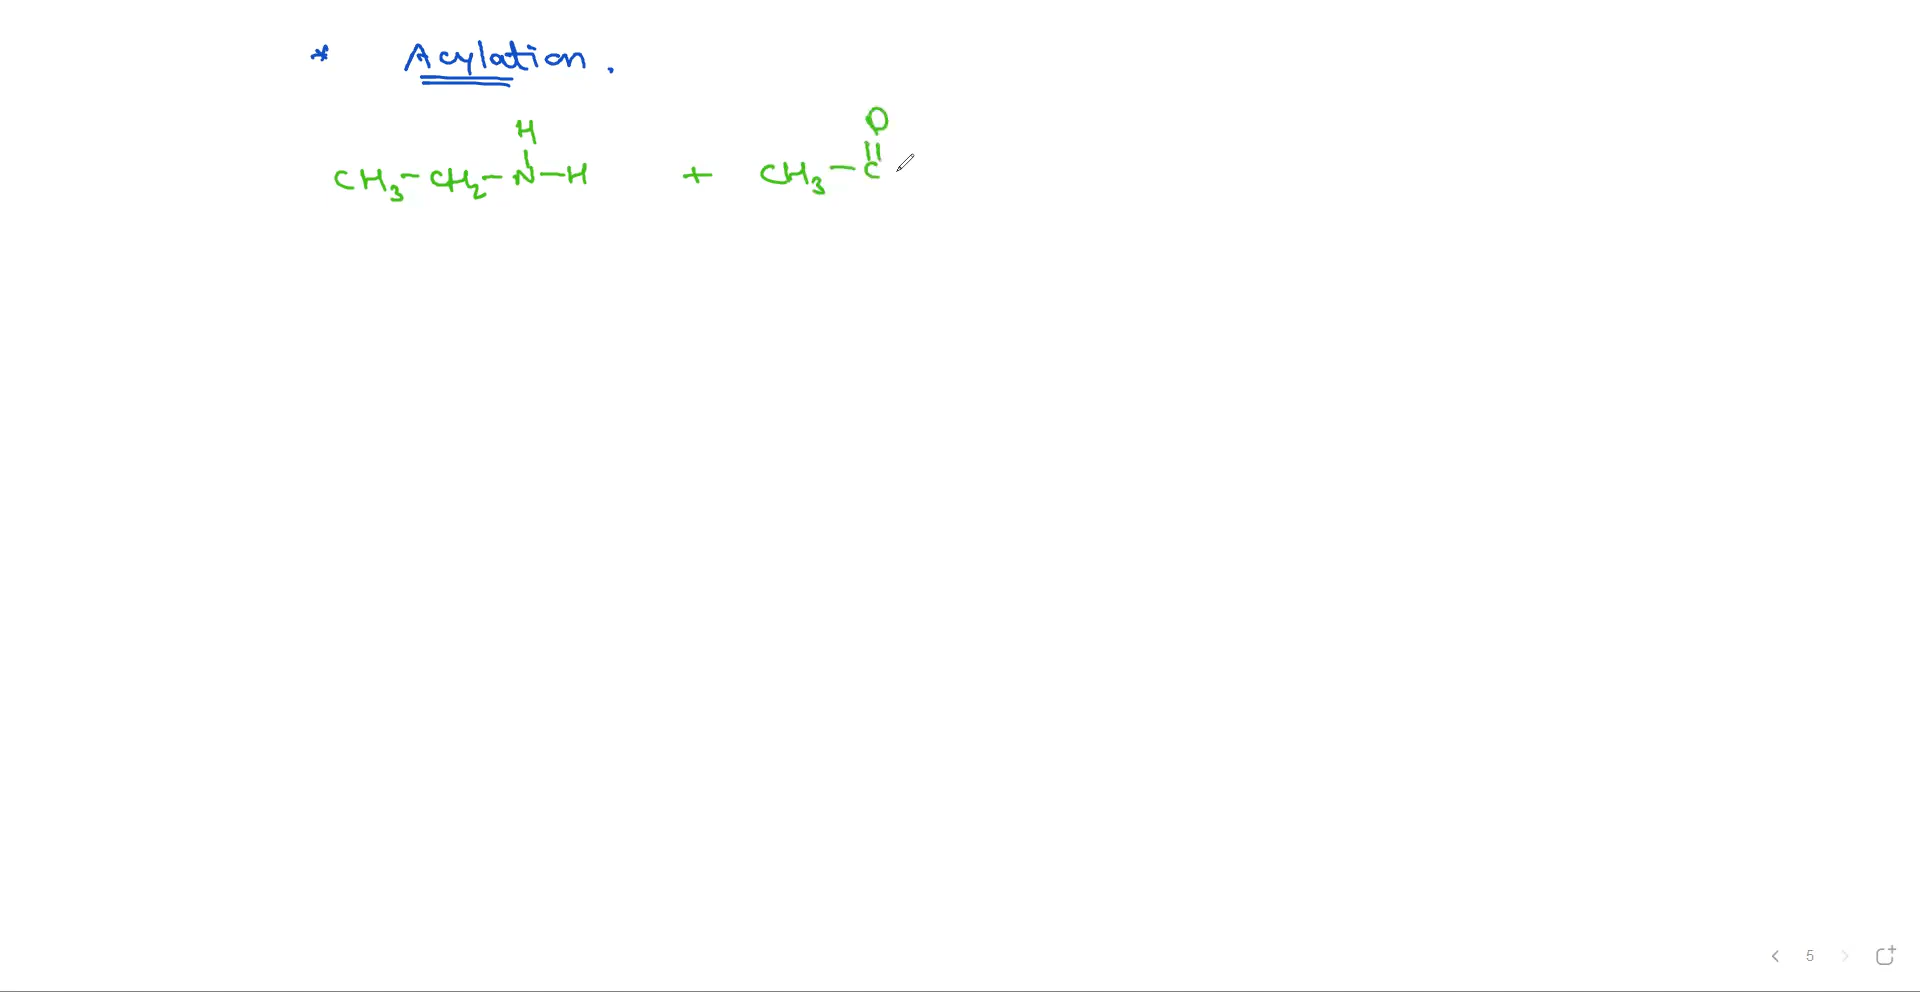 * Acylation.
H O
| ||
CH₃-CH₂-N-H + CH₃-C
5